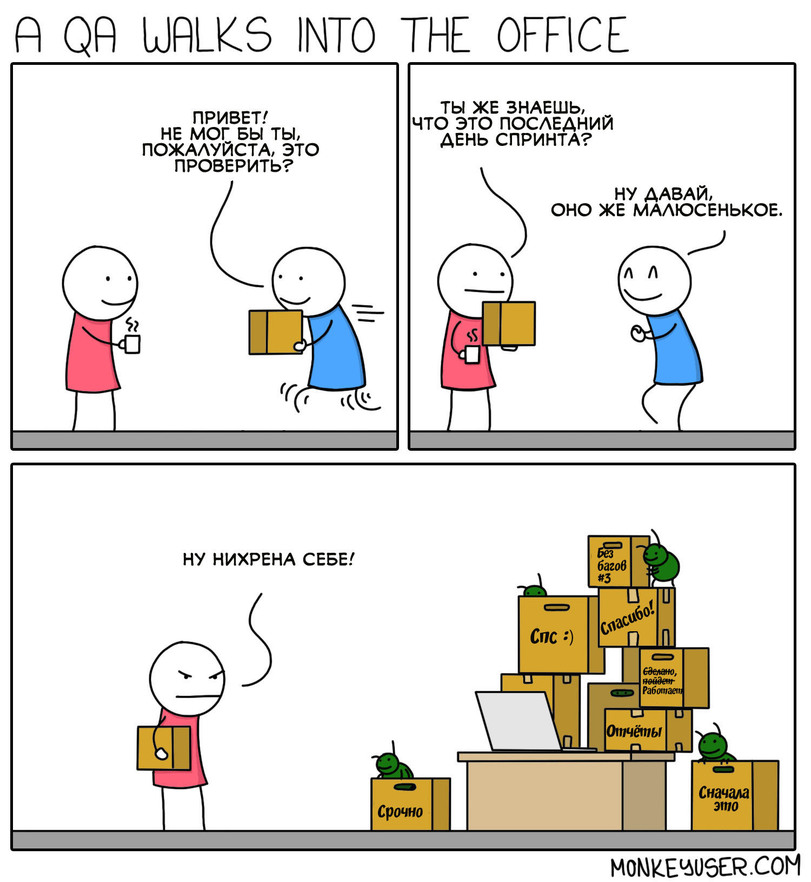 A QA WALKS INTO THE OFFICE
ПРИВЕТ!
НЕ МОГ БЫ ТЫ,
ПОЖАЛУЙСТА, ЭТО
ПРОВЕРИТЬ?
ТЫ ЖЕ ЗНАЕШЬ,
ЧТО ЭТО ПОСЛЕДНИЙ
ДЕНЬ СПРИНТА?
НУ ДАВАЙ,
ОНО ЖЕ МАЛЮСЕНЬКОЕ.
НУ НИХРЕНА СЕБЕ!
Без
багов
#3
Спасибо!
Спс :)
Сделано,
пойдет
Работает
Отчёты
Срочно
Сначала
это
MONKEYUSER.COM